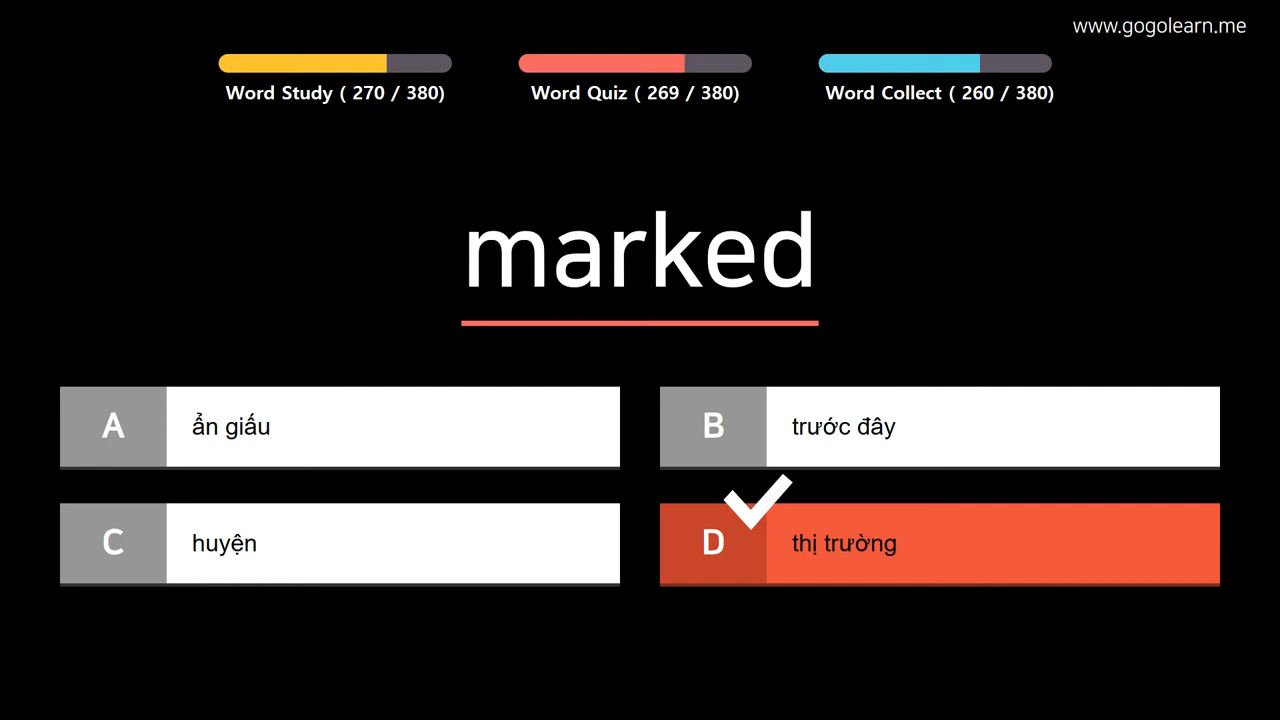 www.gogolearn.me
Word Study ( 270 / 380)
Word Quiz ( 269 / 380)
Word Collect ( 260 / 380)
marked
A ẩn giấu
B trước đây
C huyện
D thị trường